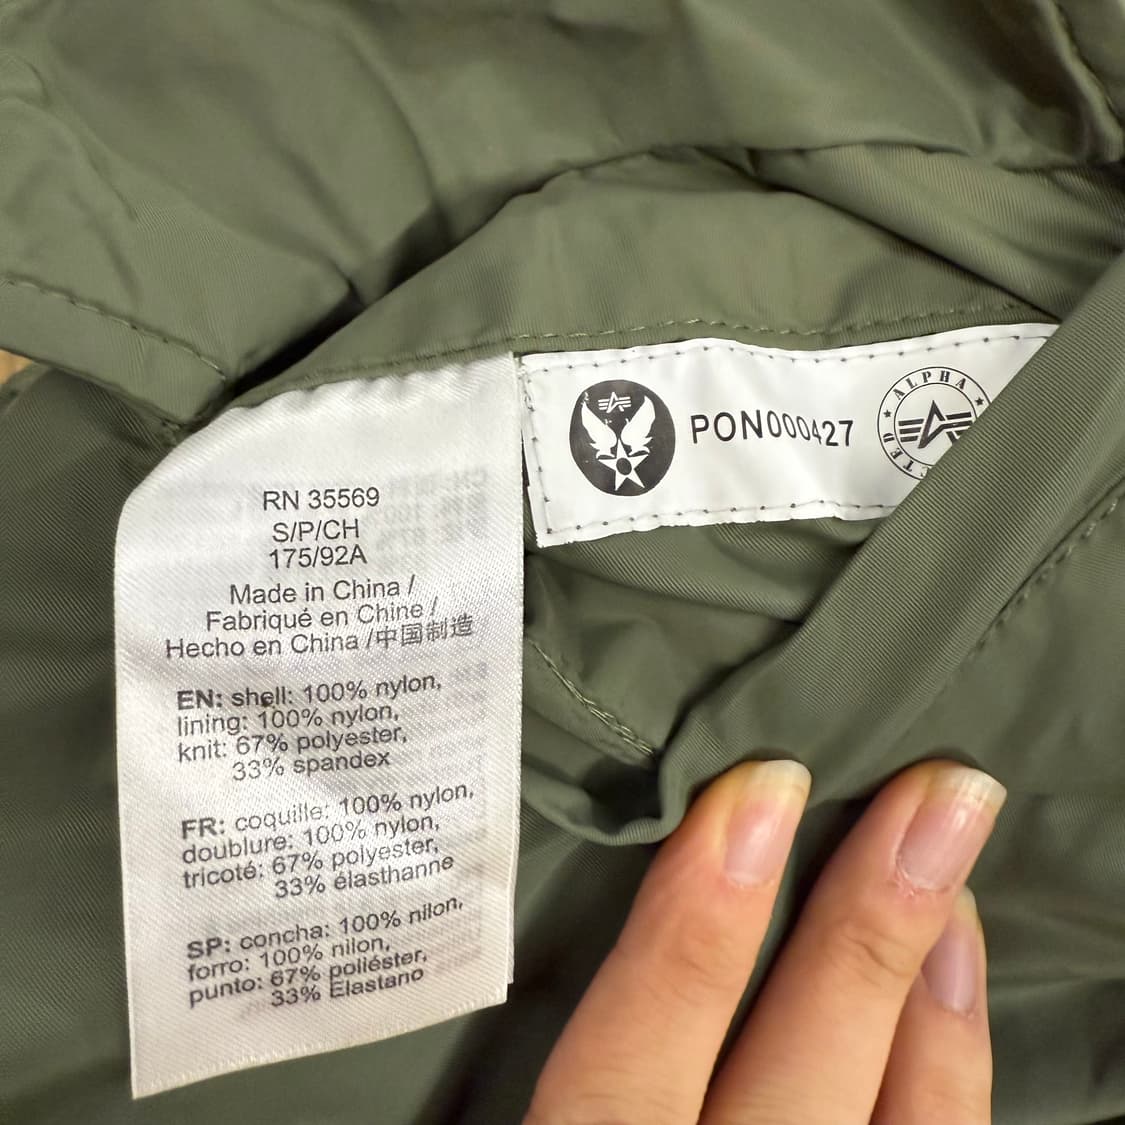 RN 35569
S/P/CH
175/92A
Made in China /
Fabriqué en Chine /
Hecho en China /中国制造
EN: shell: 100% nylon,
lining: 100% nylon,
knit: 67% polyester,
33% spandex
FR: coquille: 100% nylon,
doublure: 100% nylon,
tricoté: 67% polyester,
33% élasthanne
SP: concha: 100% nilon,
forro: 100% nilon,
punto: 67% poliéster,
33% Elastano
PON000427
ALPHA